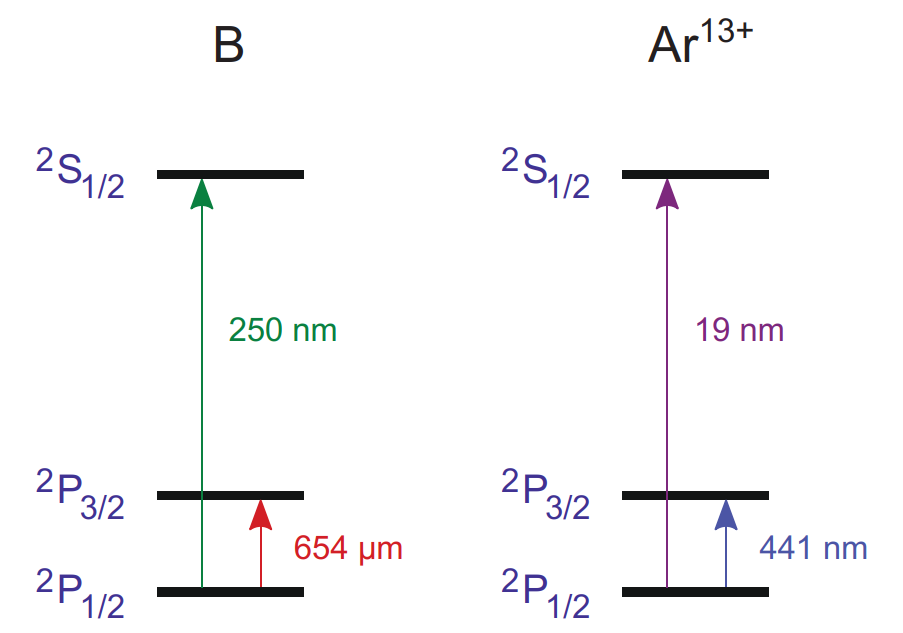 B
Ar¹³⁺
²S₁/₂
²S₁/₂
250 nm
19 nm
²P₃/₂
²P₃/₂
654 µm
441 nm
²P₁/₂
²P₁/₂